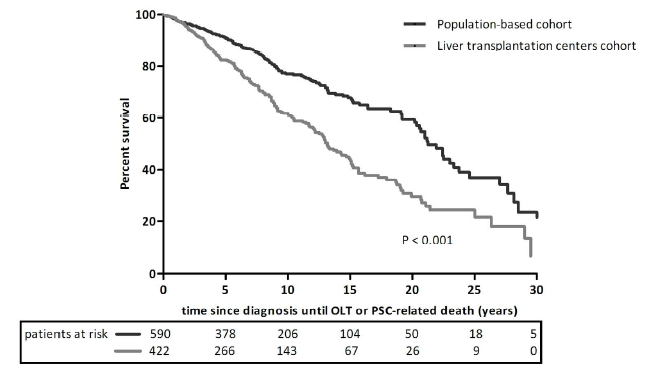 100
80
60
40
20
0
Percent survival
Population-based cohort
Liver transplantation centers cohort
P < 0.001
0 5 10 15 20 25 30
time since diagnosis until OLT or PSC-related death (years)
patients at risk 590 378 206 104 50 18 5
422 266 143 67 26 9 0